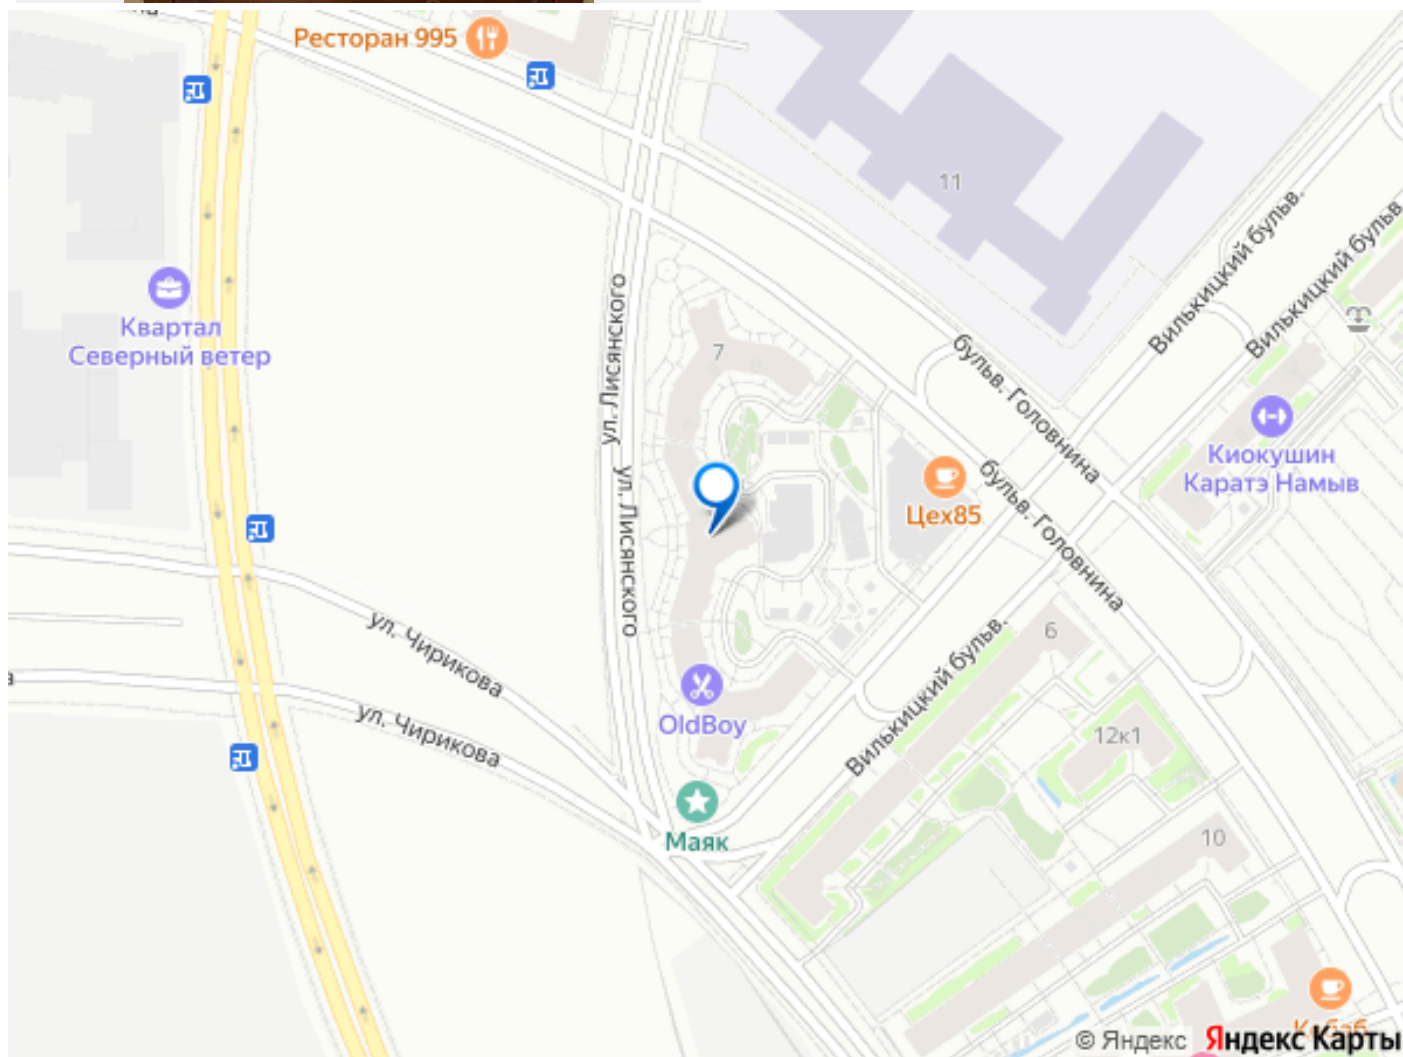 Ресторан 995
11
Вилькицкий бульв.
Вилькицкий бульв.
Квартал
Северный ветер
ул. Лисянского
7
бульв. Головнина
Киокушин
Каратэ Намыв
ул. Лисянского
Цех85
бульв. Головнина
ул. Чирикова
6
Вилькицкий бульв.
ул. Чирикова
OldBoy
12к1
Маяк
10
© Яндекс Яндекс Карты